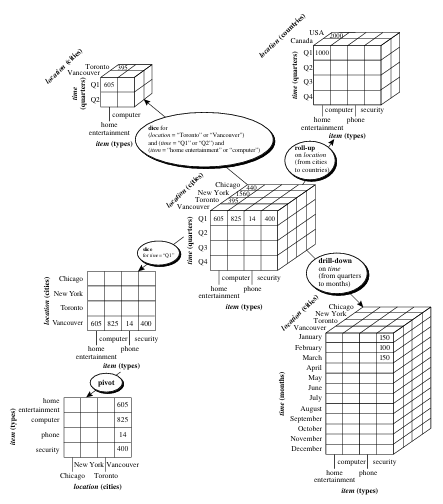 location (cities)
Toronto 395
Vancouver
Q1 605
Q2
time (quarters)
computer
home entertainment
item (types)
location (countries)
USA 2000
Canada
Q1 1000
Q2
Q3
Q4
time (quarters)
computer security
home phone
entertainment
item (types)
dice for
(location = "Toronto" or "Vancouver")
and (time = "Q1" or "Q2") and
(item = "home entertainment" or "computer")
roll-up
on location
(from cities
to countries)
location (cities)
Chicago 440
New York 1560
Toronto 395
Vancouver
Q1 605 825 14 400
Q2
Q3
Q4
time (quarters)
computer security
home phone
entertainment
item (types)
slice
for time = "Q1"
drill-down
on time
(from quarters
to months)
Chicago
New York
Toronto
Vancouver 605 825 14 400
location (cities)
computer security
home phone
entertainment
item (types)
pivot
home
entertainment 605
computer 825
phone 14
security 400
item (types)
New York Vancouver
Chicago Toronto
location (cities)
location (cities)
Chicago
New York
Toronto
Vancouver
January 150
February 100
March 150
April
May
June
July
August
September
October
November
December
time (months)
computer security
home phone
entertainment
item (types)